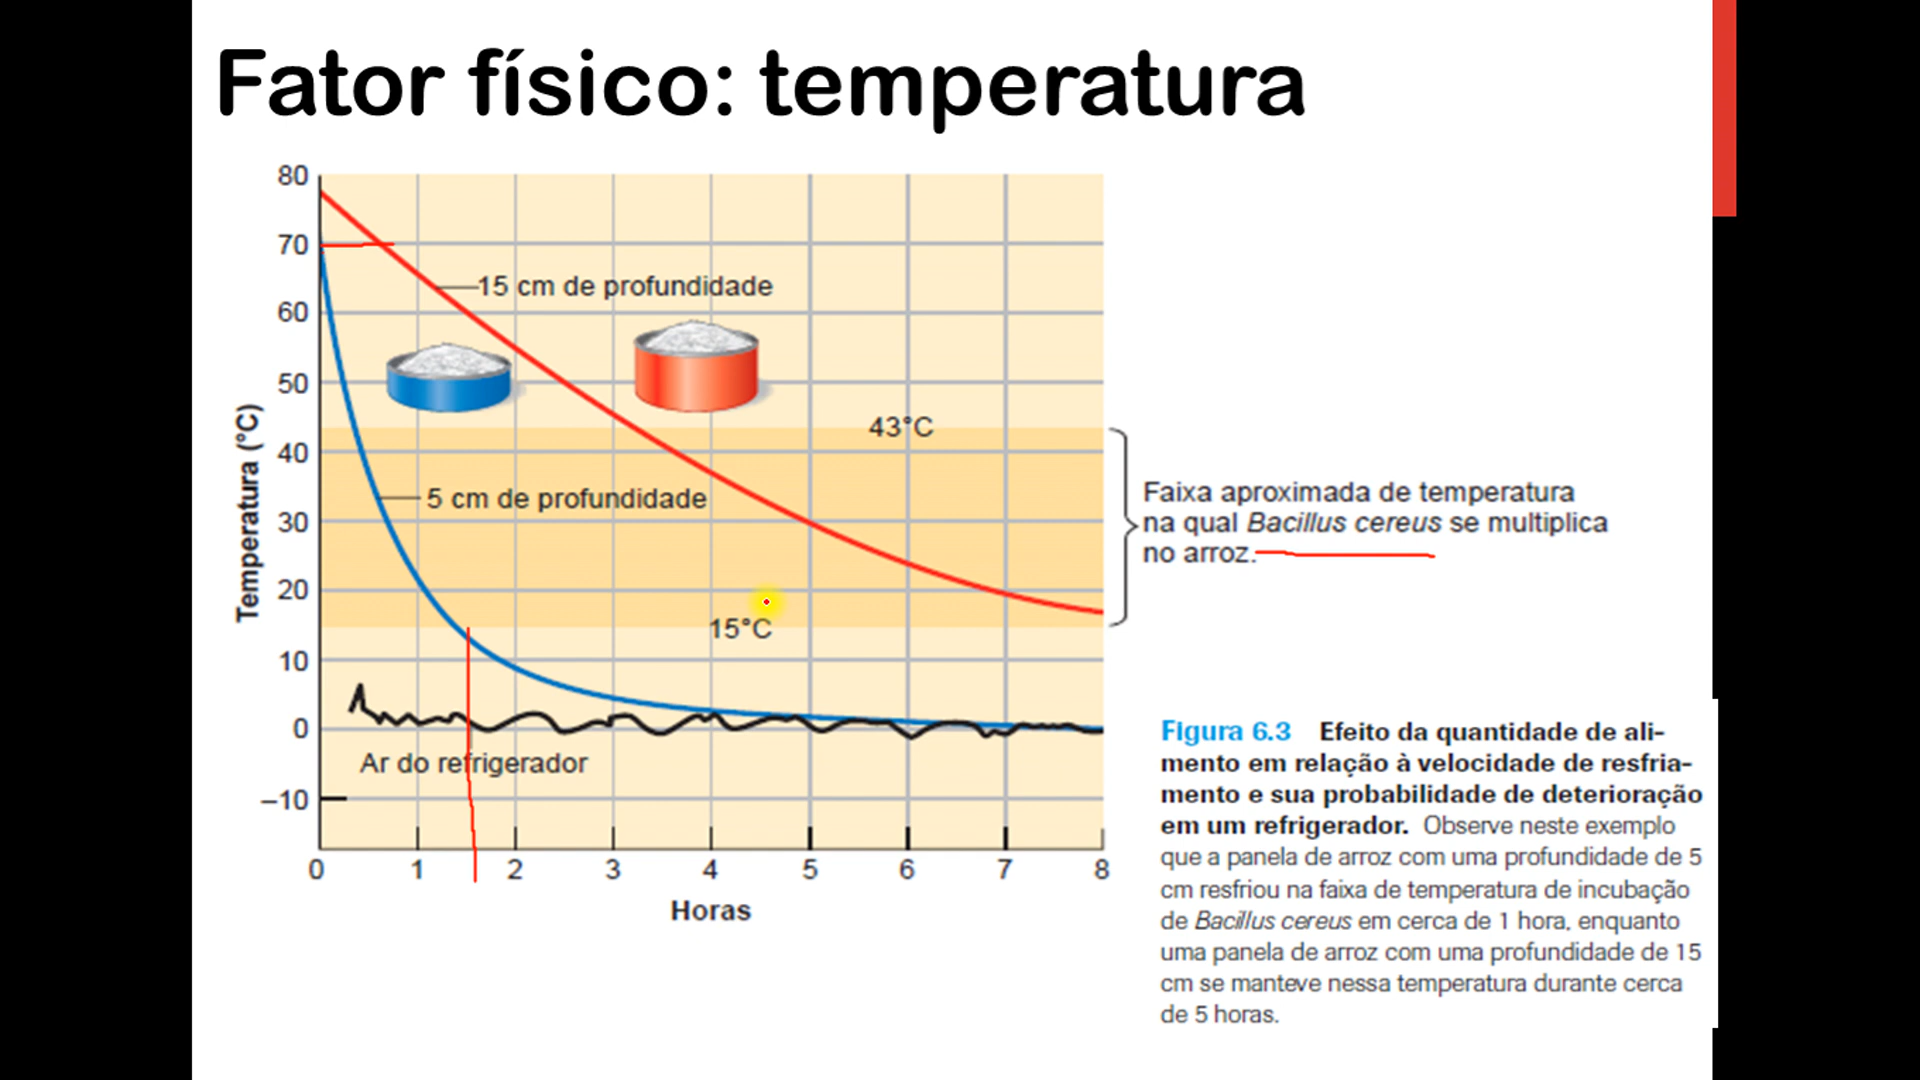 Fator físico: temperatura
80
70
60
50
40
30
20
10
0
–10
Temperatura (°C)
15 cm de profundidade
43°C
5 cm de profundidade
15°C
Ar do refrigerador
0 1 2 3 4 5 6 7 8
Horas
Faixa aproximada de temperatura
na qual Bacillus cereus se multiplica
no arroz.
Figura 6.3 Efeito da quantidade de ali-
mento em relação à velocidade de resfria-
mento e sua probabilidade de deterioração
em um refrigerador. Observe neste exemplo
que a panela de arroz com uma profundidade de 5
cm resfriou na faixa de temperatura de incubação
de Bacillus cereus em cerca de 1 hora, enquanto
uma panela de arroz com uma profundidade de 15
cm se manteve nessa temperatura durante cerca
de 5 horas.